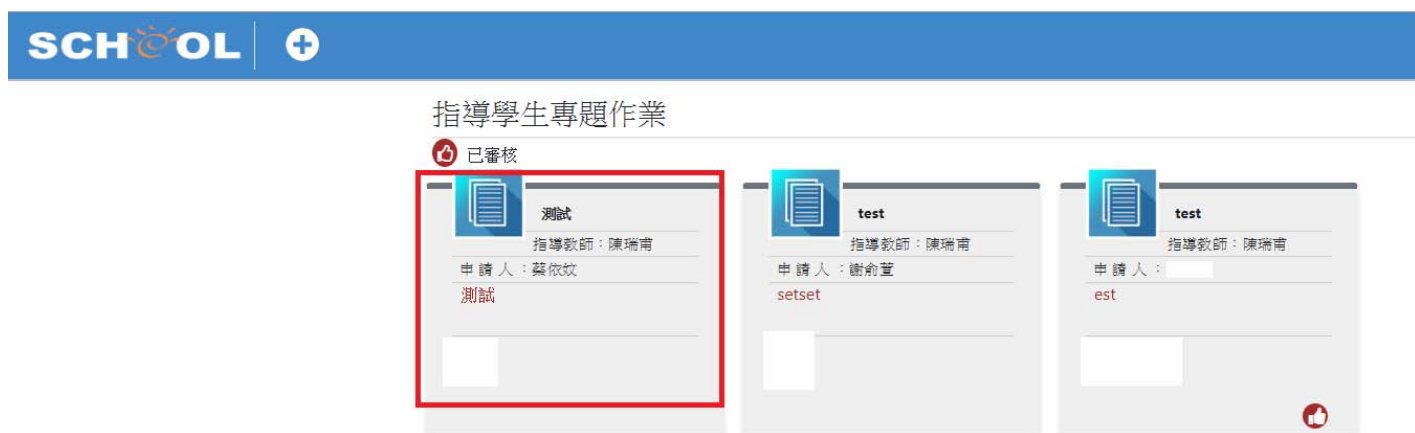 SCHOOL
指導學生專題作業
已審核
測試
指導教師：陳瑞甫
申請人：蔡依妏
測試
test
指導教師：陳瑞甫
申請人：謝俞萱
setset
test
指導教師：陳瑞甫
申請人：
est